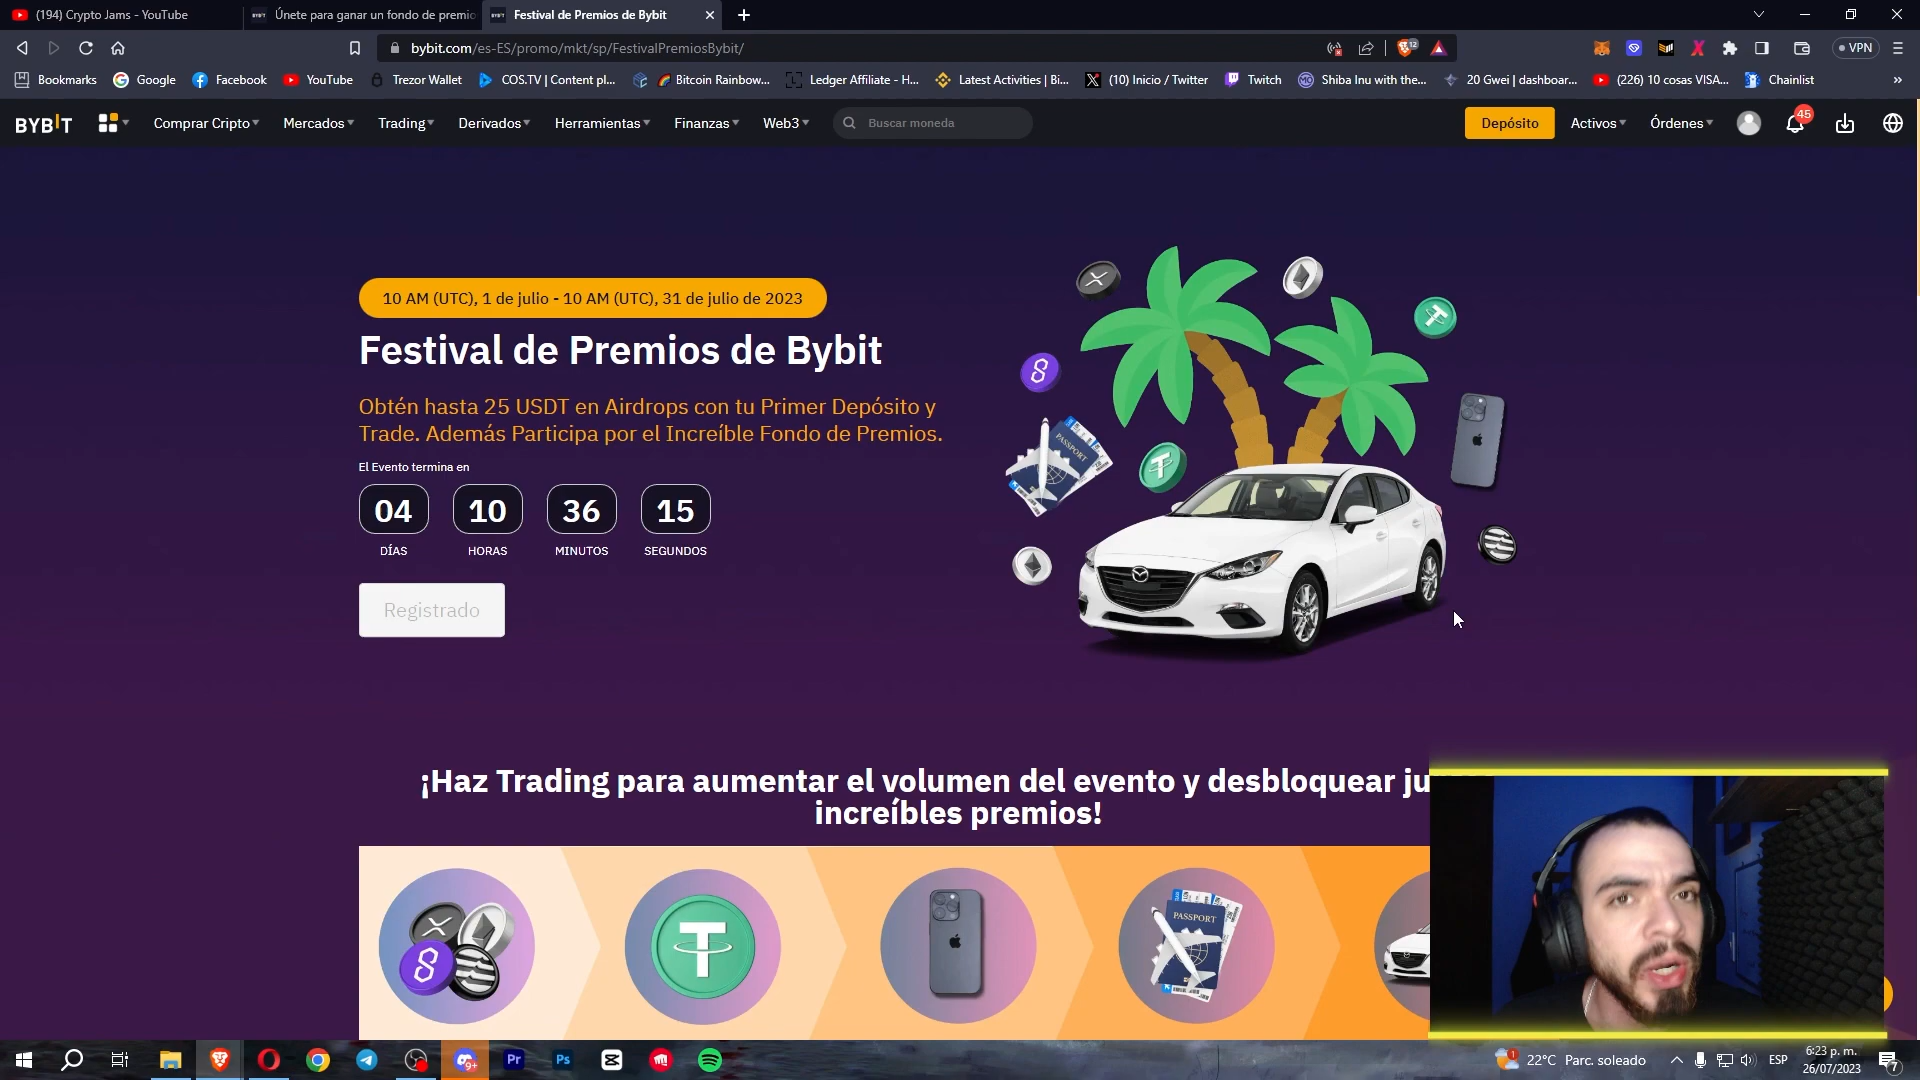 (194) Crypto Jams - YouTube
Únete para ganar un fondo de premio
Festival de Premios de Bybit
bybit.com/es-ES/promo/mkt/sp/FestivalPremiosBybit/
12
VPN
Bookmarks
Google
Facebook
YouTube
Trezor Wallet
COS.TV | Content pl...
Bitcoin Rainbow...
Ledger Affiliate - H...
Latest Activities | Bi...
(10) Inicio / Twitter
Twitch
Shiba Inu with the...
20 Gwei | dashboar...
(226) 10 cosas VISA...
Chainlist
BYBIT
Comprar Cripto
Mercados
Trading
Derivados
Herramientas
Finanzas
Web3
Buscar moneda
Depósito
Activos
Órdenes
45
10 AM (UTC), 1 de julio - 10 AM (UTC), 31 de julio de 2023
Festival de Premios de Bybit
Obtén hasta 25 USDT en Airdrops con tu Primer Depósito y
Trade. Además Participa por el Increíble Fondo de Premios.
El Evento termina en
04 10 36 15
DÍAS HORAS MINUTOS SEGUNDOS
Registrado
PASSPORT
¡Haz Trading para aumentar el volumen del evento y desbloquear ju
increíbles premios!
PASSPORT
9+
Pr
Ps
1
22°C Parc. soleado
ESP
6:23 p. m.
26/07/2023
7